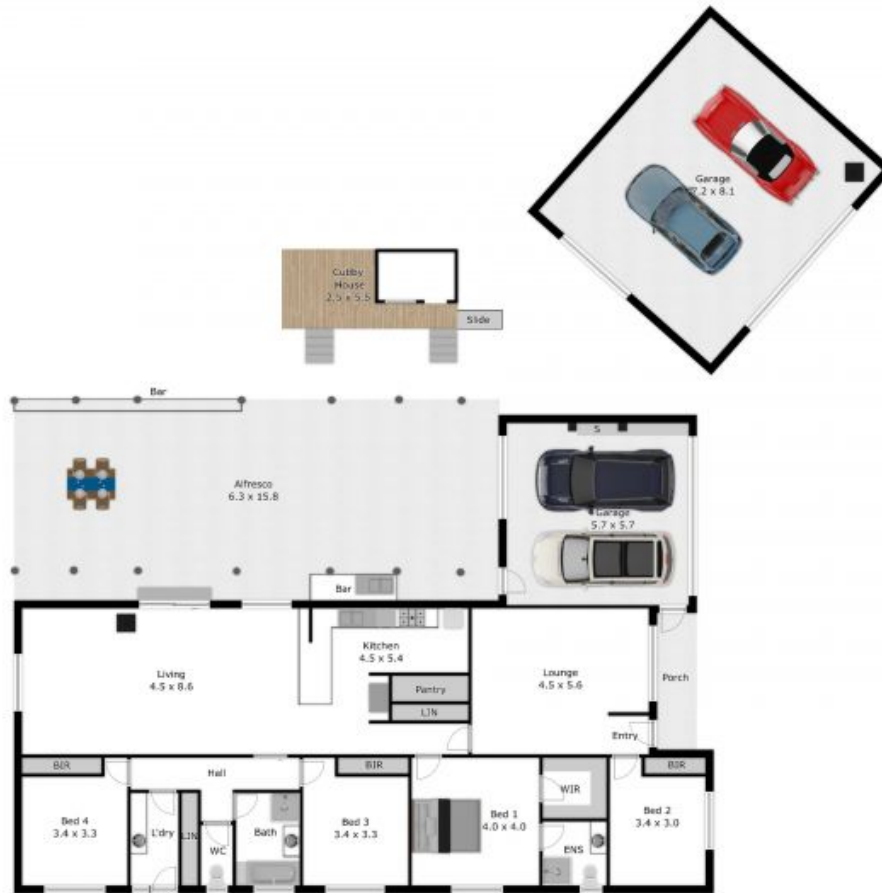 Garage
7.2 x 8.1
Cubby
House
2.5 x 5.5
Slide
Bar
S
Alfresco
6.3 x 15.8
Garage
5.7 x 5.7
Bar
Kitchen
4.5 x 5.4
Living
4.5 x 8.6
Lounge
4.5 x 5.6
Porch
Pantry
LIN
Entry
BIR
Hall
BIR
BIR
WIR
Bed 4
3.4 x 3.3
L'dry
LIN
WC
Bath
Bed 3
3.4 x 3.3
Bed 1
4.0 x 4.0
ENS
Bed 2
3.4 x 3.0